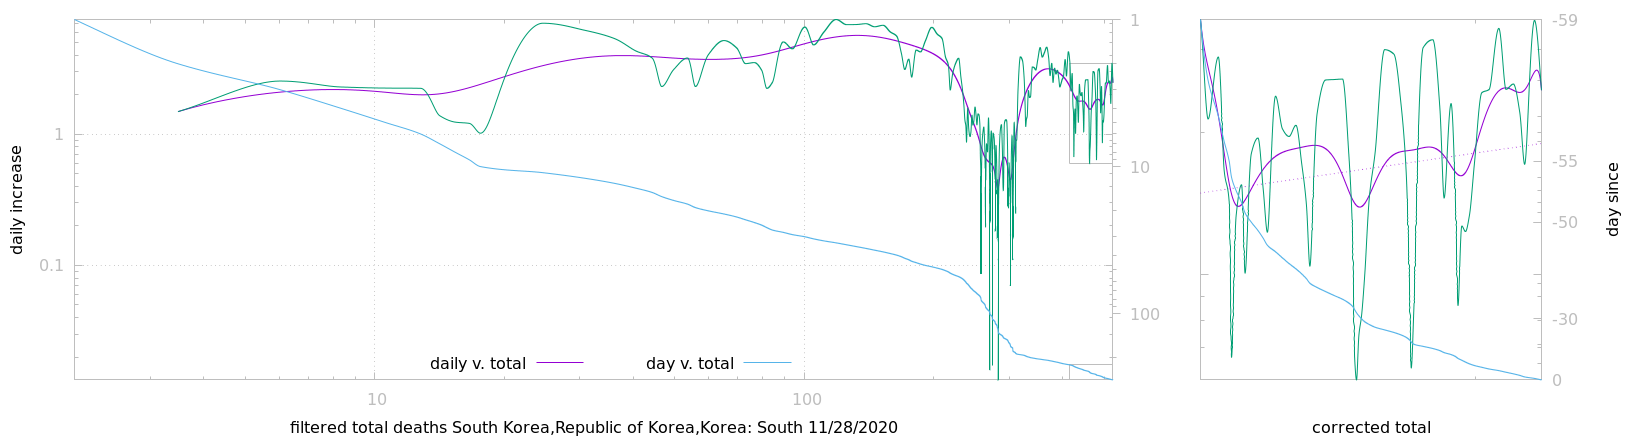 daily increase
1
0.1
10
100
1
10
100
daily v. total
day v. total
filtered total deaths South Korea,Republic of Korea,Korea: South 11/28/2020
-59
-55
-50
-30
0
day since
corrected total